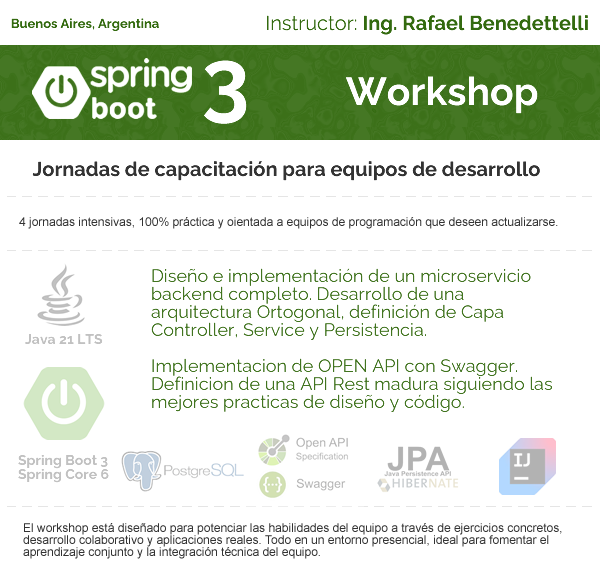 Buenos Aires, Argentina
Instructor: Ing. Rafael Benedettelli
spring boot 3
Workshop
Jornadas de capacitación para equipos de desarrollo
4 jornadas intensivas, 100% práctica y oientada a equipos de programación que deseen actualizarse.
Java 21 LTS
Diseño e implementación de un microservicio
backend completo. Desarrollo de una
arquitectura Ortogonal, definición de Capa
Controller, Service y Persistencia.
Implementacion de OPEN API con Swagger.
Definicion de una API Rest madura siguiendo las
mejores practicas de diseño y código.
Spring Boot 3
Spring Core 6
PostgreSQL
Open API
Specification
Swagger
JPA
Java Persistence API
HIBERNATE
IJ
El workshop está diseñado para potenciar las habilidades del equipo a través de ejercicios concretos,
desarrollo colaborativo y aplicaciones reales. Todo en un entorno presencial, ideal para fomentar el
aprendizaje conjunto y la integración técnica del equipo.